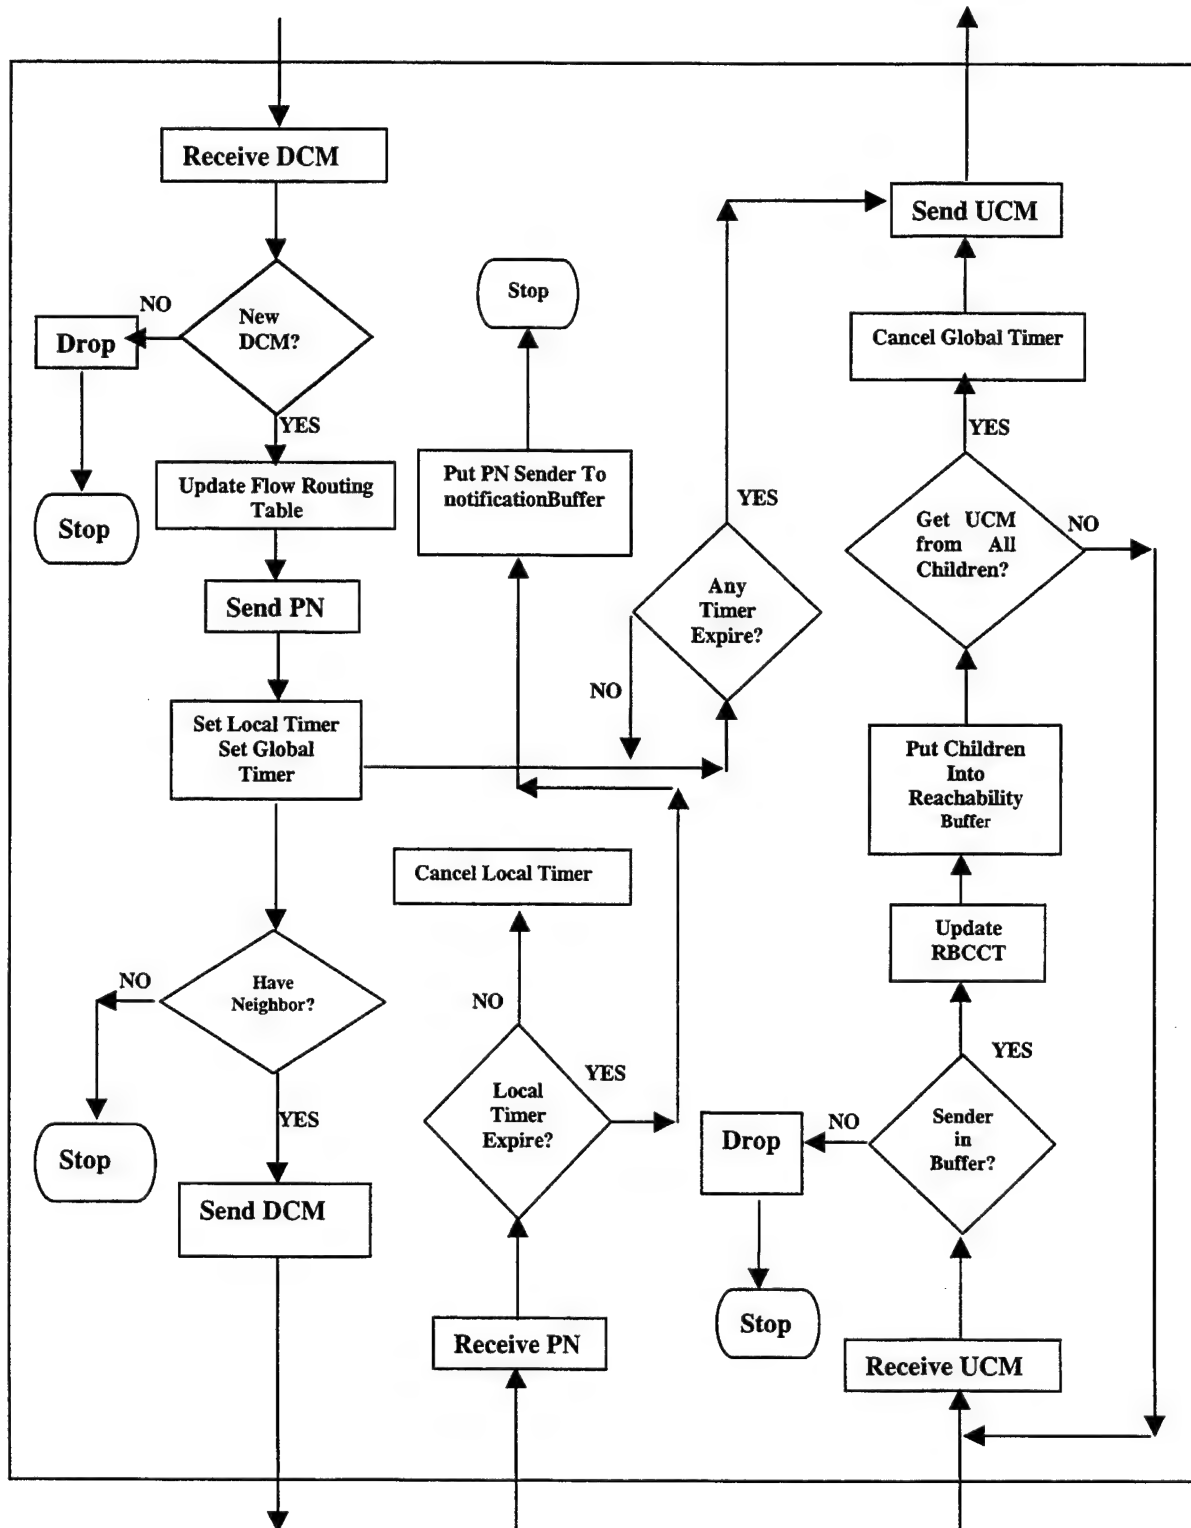 Receive DCM
New
DCM?
NO
Drop
Stop
YES
Update Flow Routing
Table
Send PN
Set Local Timer
Set Global
Timer
Have
Neighbor?
NO
Stop
YES
Send DCM
Stop
Put PN Sender To
notificationBuffer
Cancel Local Timer
NO
YES
Local
Timer
Expire?
Receive PN
YES
Any
Timer
Expire?
NO
Send UCM
Cancel Global Timer
YES
Get UCM
from All
Children?
NO
Put Children
Into
Reachability
Buffer
Update
RBCCT
YES
Sender
in
Buffer?
NO
Drop
Stop
Receive UCM